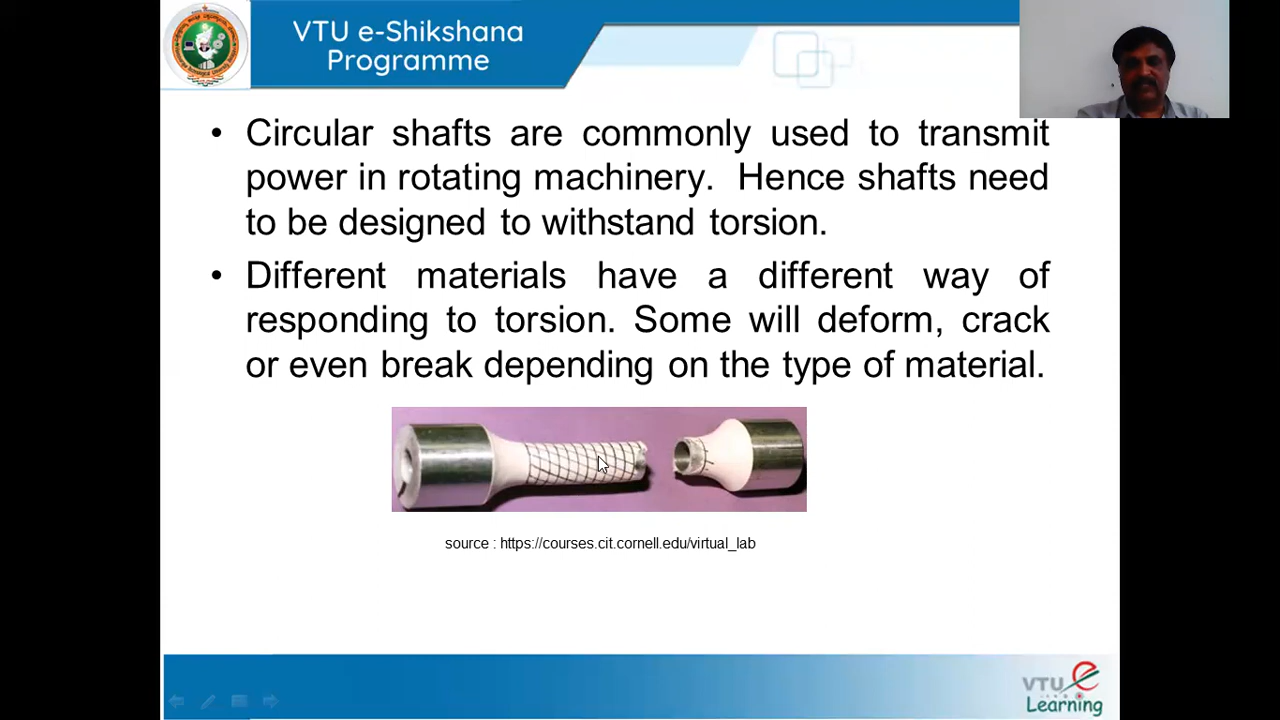 VTU e-Shikshana
Programme
• Circular shafts are commonly used to transmit
power in rotating machinery. Hence shafts need
to be designed to withstand torsion.
• Different materials have a different way of
responding to torsion. Some will deform, crack
or even break depending on the type of material.
source : https://courses.cit.cornell.edu/virtual_lab
VTU e
Learning